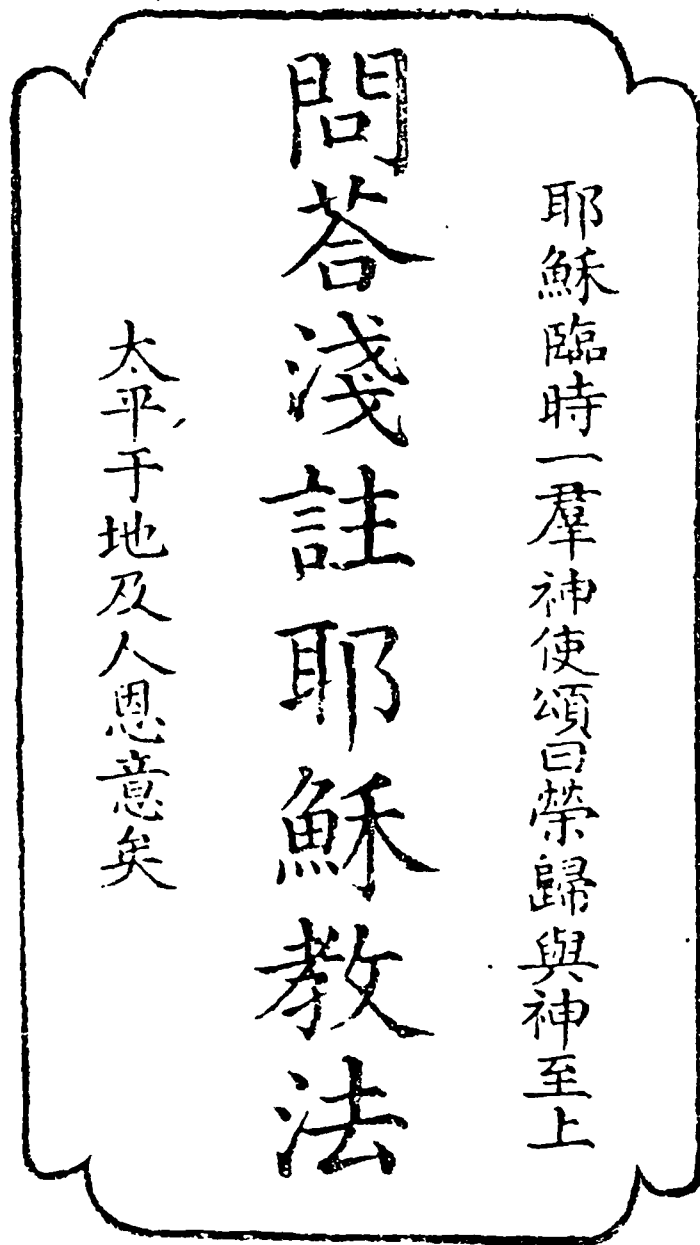 耶穌臨時一羣神使頌曰榮歸與神至上
問荅淺註耶穌教法
太平于地及人恩意矣